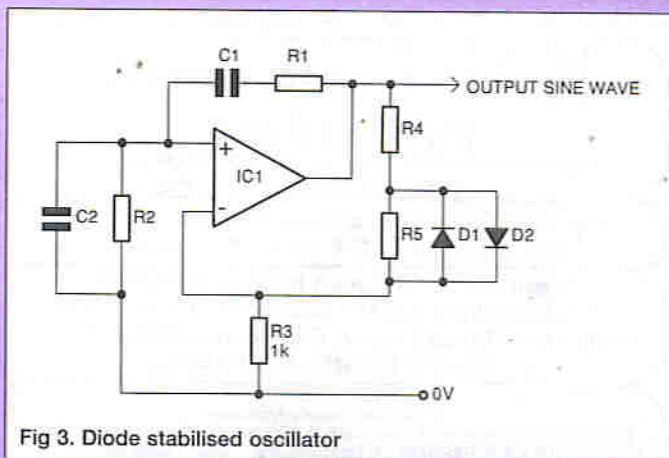 C1
R1
OUTPUT SINE WAVE
R4
+
IC1
-
C2
R2
R5
D1
D2
R3
1k
0V
Fig 3. Diode stabilised oscillator